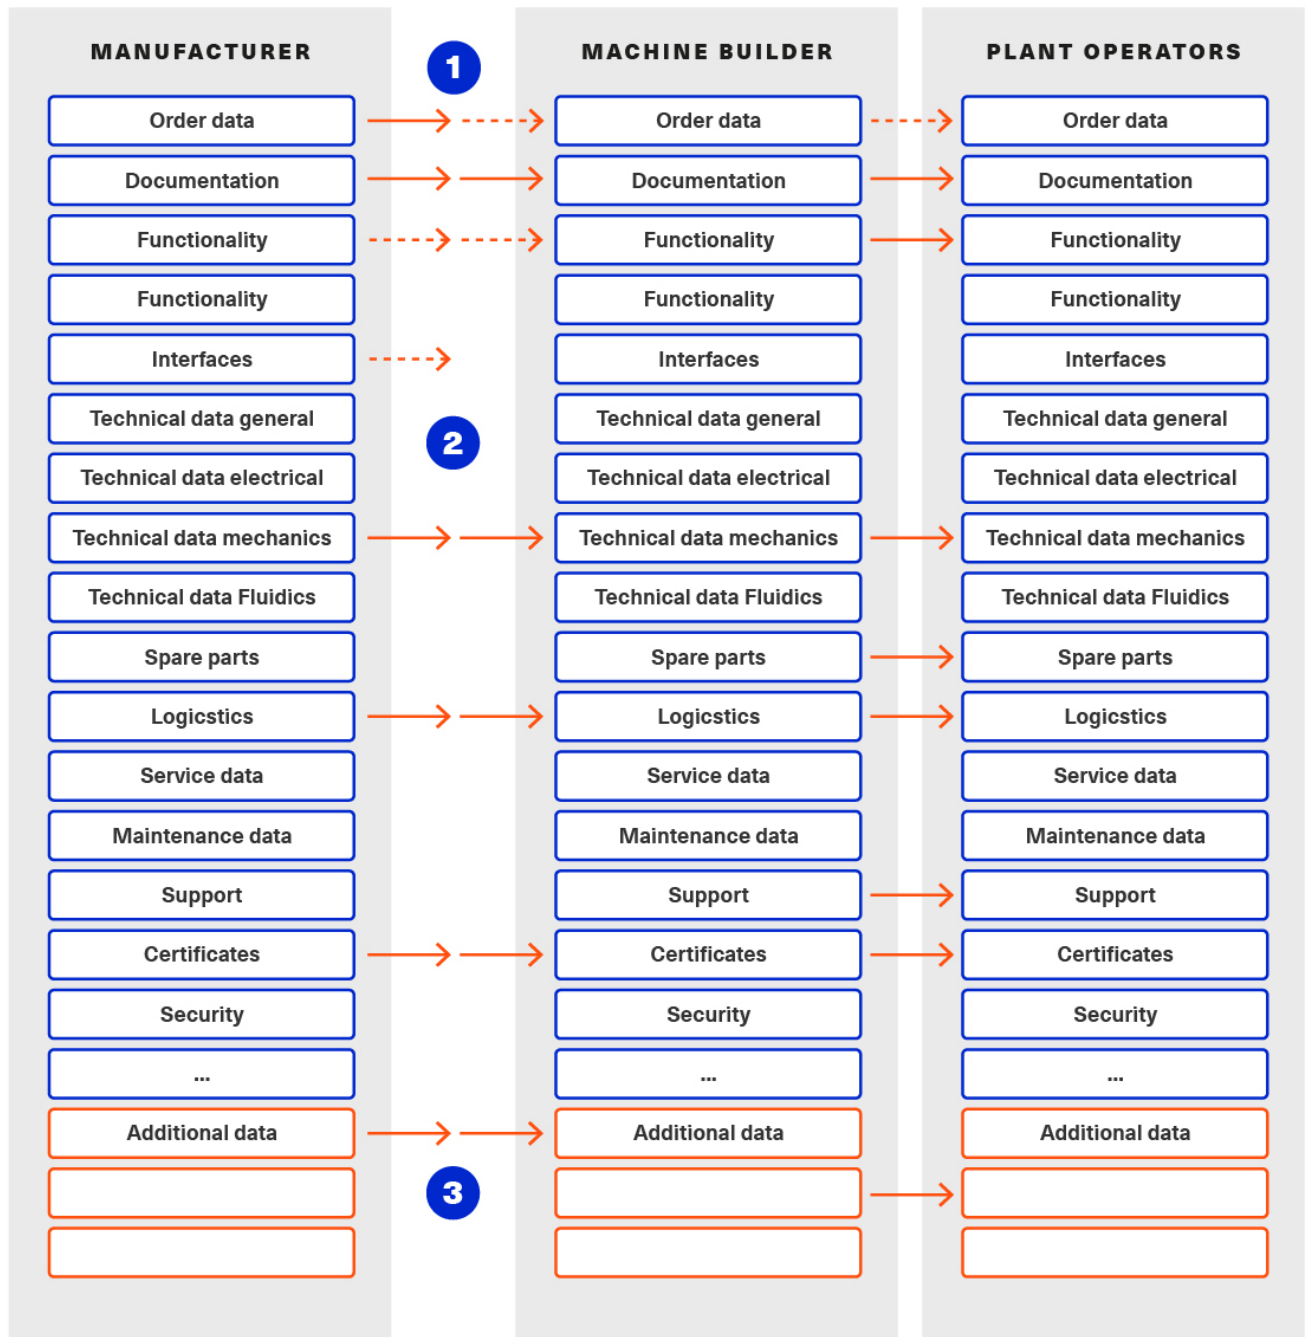 MANUFACTURER
Order data
Documentation
Functionality
Functionality
Interfaces
Technical data general
Technical data electrical
Technical data mechanics
Technical data Fluidics
Spare parts
Logicstics
Service data
Maintenance data
Support
Certificates
Security
...
Additional data
1
2
3
MACHINE BUILDER
Order data
Documentation
Functionality
Functionality
Interfaces
Technical data general
Technical data electrical
Technical data mechanics
Technical data Fluidics
Spare parts
Logicstics
Service data
Maintenance data
Support
Certificates
Security
...
Additional data
PLANT OPERATORS
Order data
Documentation
Functionality
Functionality
Interfaces
Technical data general
Technical data electrical
Technical data mechanics
Technical data Fluidics
Spare parts
Logicstics
Service data
Maintenance data
Support
Certificates
Security
...
Additional data